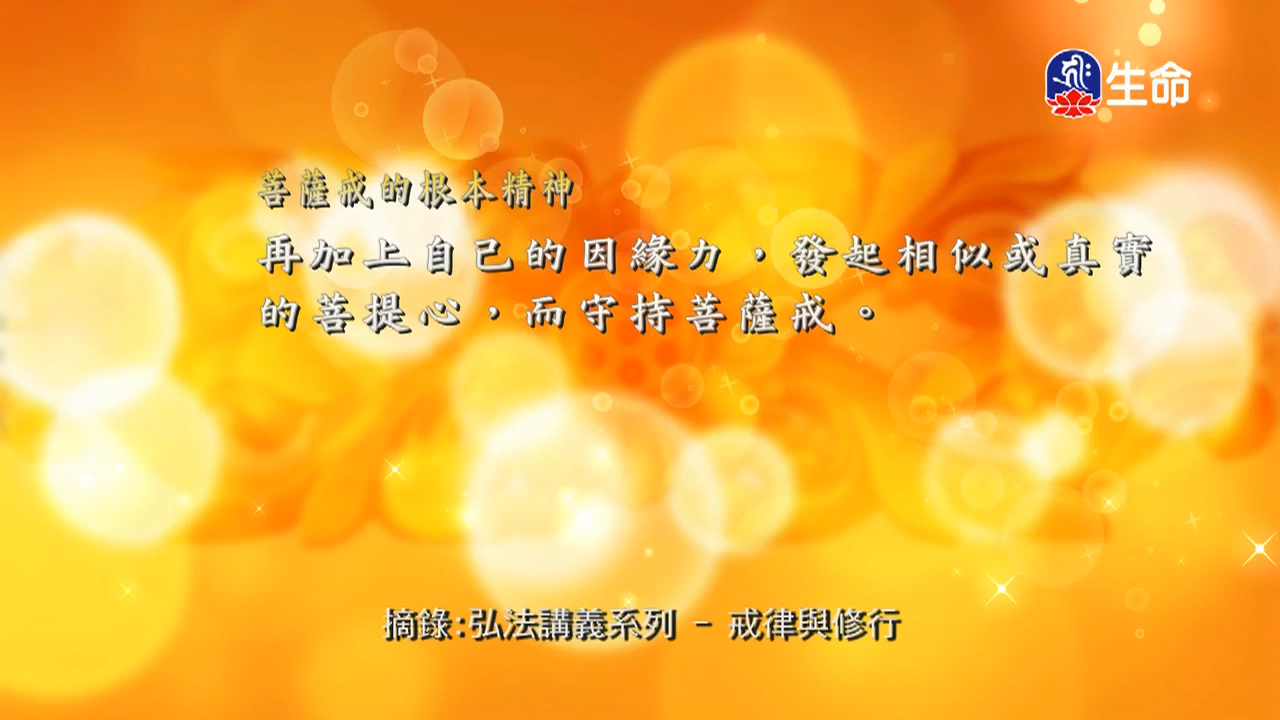 生命
菩薩戒的根本精神
再加上自己的因緣力，發起相似或真實
的菩提心，而守持菩薩戒。
摘錄:弘法講義系列 - 戒律與修行